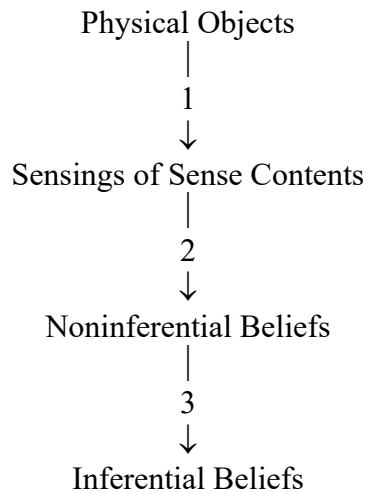 Physical Objects
1
Sensings of Sense Contents
2
Noninferential Beliefs
3
Inferential Beliefs